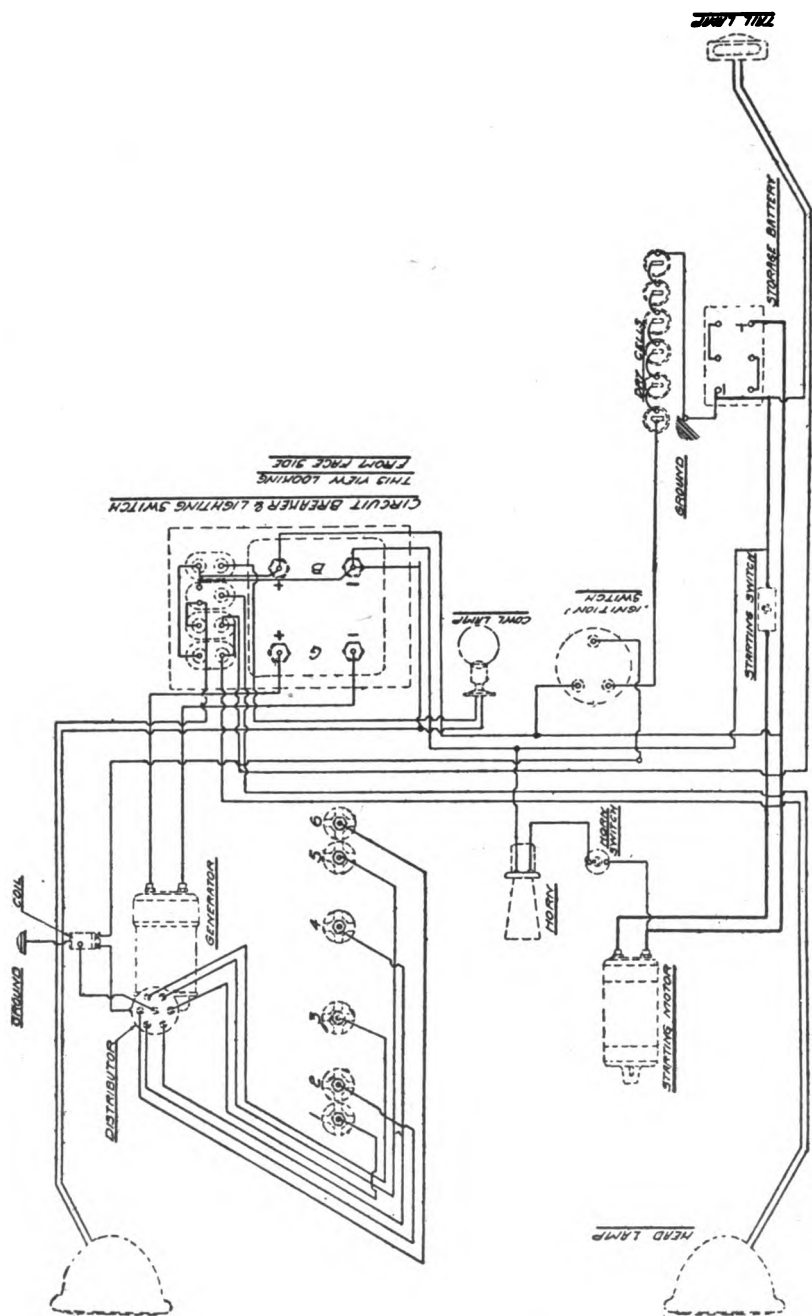 TAIL LAMP
STORAGE BATTERY
DRY CELLS
GROUND
CIRCUIT BREAKER & LIGHTING SWITCH
THIS VIEW LOOKING
FROM FACE SIDE
B
+
-
G
+
-
COWL LAMP
IGNITION
SWITCH
STARTING SWITCH
+
-
COIL
GROUND
GENERATOR
DISTRIBUTOR
6
5
4
3
2
1
HORN
SWITCH
HORN
STARTING MOTOR
HEAD LAMP